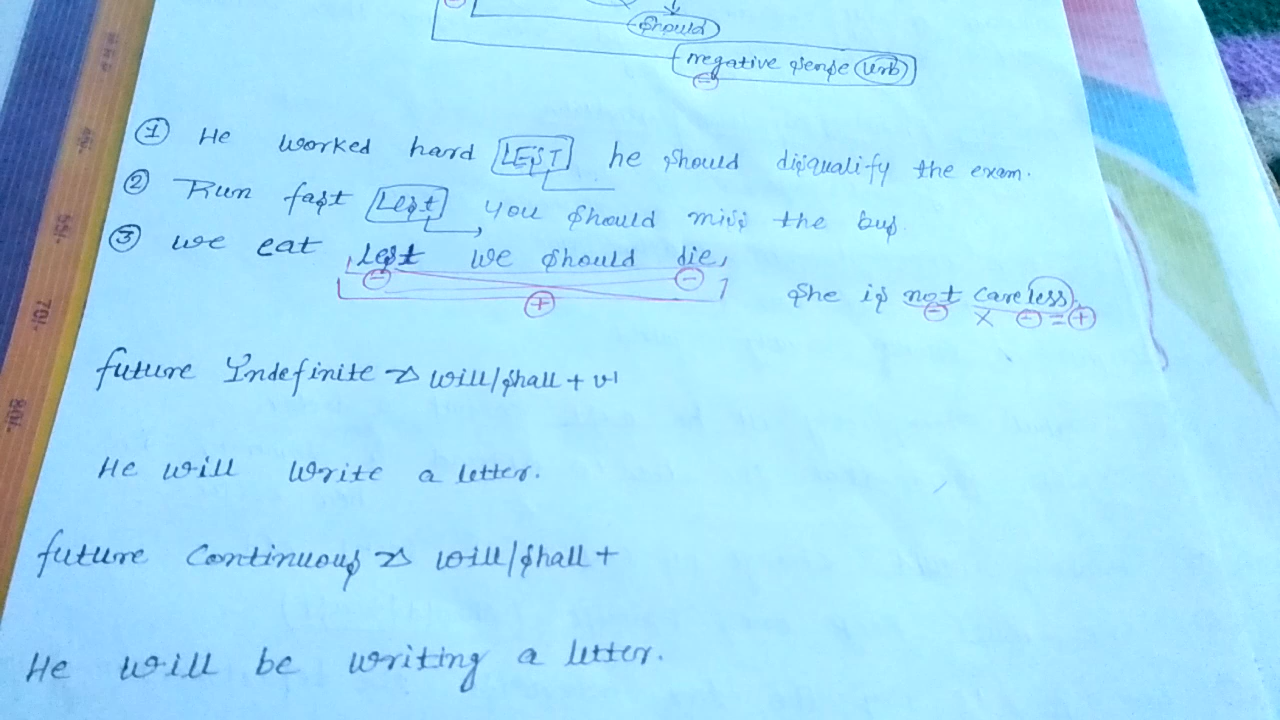 should
negative sense verb
1 He worked hard LEST he should disqualify the exam.
2 Run fast Lest you should miss the bus.
3 we eat Lest we should die,
She is not careless.
- x - = +
future Indefinite → will/shall + v1
He will write a letter.
future Continuous → will/shall +
He will be writing a letter.
70/-
80/-